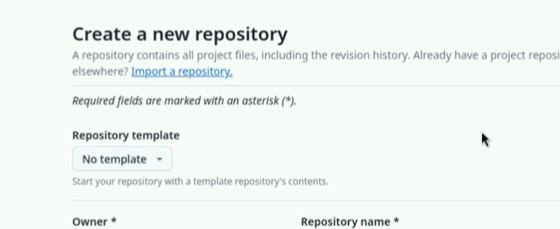 Create a new repository
A repository contains all project files, including the revision history. Already have a project
elsewhere? Import a repository.
Required fields are marked with an asterisk (*).
Repository template
No template
Start your repository with a template repository's contents.
Owner *
Repository name *